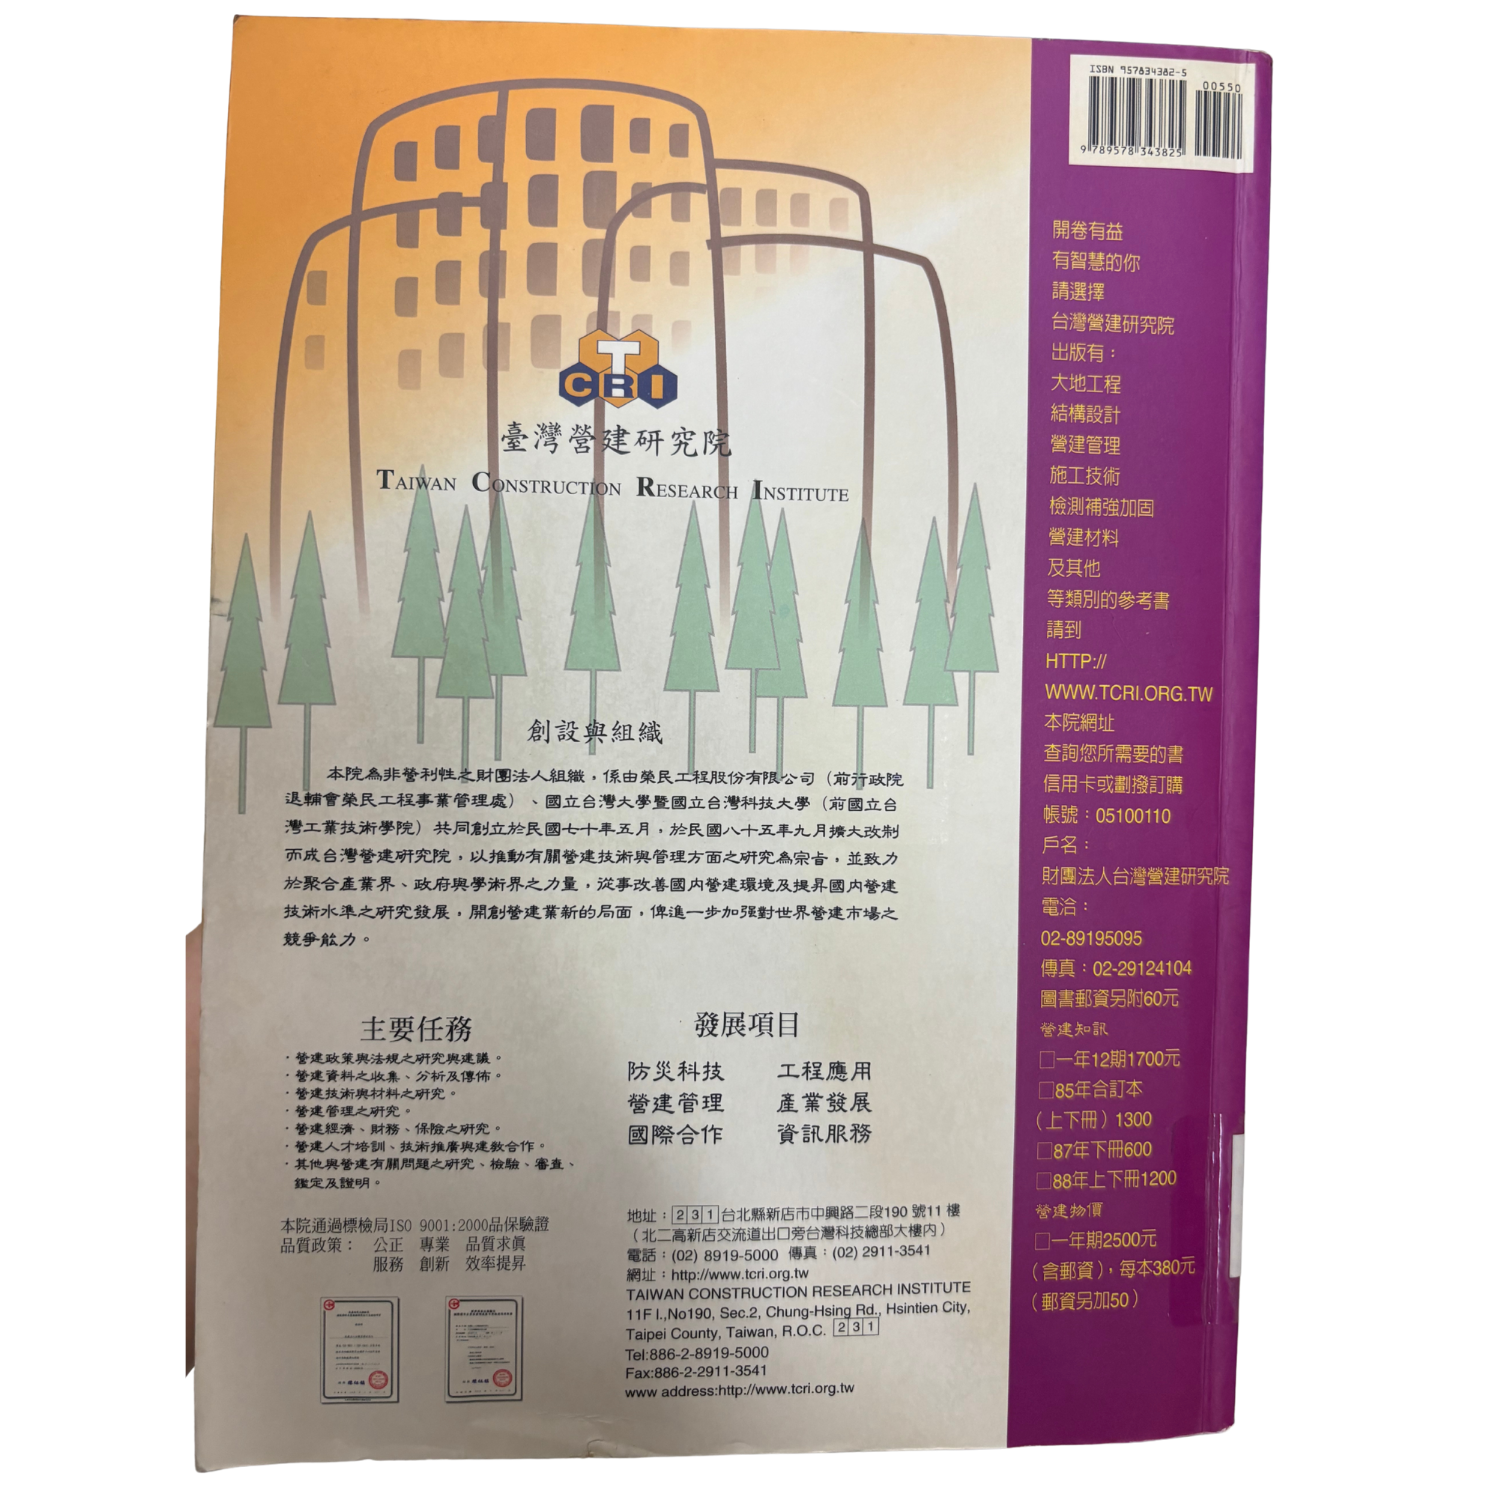 T
CRI
臺灣營建研究院
TAIWAN CONSTRUCTION RESEARCH INSTITUTE
創設與組織
本院為非營利性之財團法人組織，係由榮民工程股份有限公司（前行政院
退輔會榮民工程事業管理處）、國立台灣大學暨國立台灣科技大學（前國立台
灣工業技術學院）共同創立於民國七十年五月，於民國八十五年九月擴大改制
而成台灣營建研究院，以推動有關營建技術與管理方面之研究為宗旨，並致力
於聚合產業界、政府與學術界之力量，從事改善國內營建環境及提昇國內營建
技術水準之研究發展，開創營建業新的局面，俾進一步加強對世界營建市場之
競爭能力。
主要任務
·營建政策與法規之研究與建議。
·營建資料之收集、分析及傳佈。
·營建技術與材料之研究。
·營建管理之研究。
·營建經濟、財務、保險之研究。
·營建人才培訓、技術推廣與建教合作。
·其他與營建有關問題之研究、檢驗、審查、
鑑定及證明。
本院通過標檢局ISO 9001:2000品保驗證
品質政策： 公正 專業 品質求真
服務 創新 效率提昇
發展項目
防災科技 工程應用
營建管理 產業發展
國際合作 資訊服務
地址：231台北縣新店市中興路二段190 號11 樓
（北二高新店交流道出口旁台灣科技總部大樓內）
電話：(02) 8919-5000 傳真：(02) 2911-3541
網址：http://www.tcri.org.tw
TAIWAN CONSTRUCTION RESEARCH INSTITUTE
11F l.,No190, Sec.2, Chung-Hsing Rd., Hsintien City,
Taipei County, Taiwan, R.O.C. 231
Tel:886-2-8919-5000
Fax:886-2-2911-3541
www address:http://www.tcri.org.tw
ISBN 957834382-5
00550
9 789578 343825
開卷有益
有智慧的你
請選擇
台灣營建研究院
出版有：
大地工程
結構設計
營建管理
施工技術
檢測補強加固
營建材料
及其他
等類別的參考書
請到
HTTP://
WWW.TCRI.ORG.TW
本院網址
查詢您所需要的書
信用卡或劃撥訂購
帳號：05100110
戶名：
財團法人台灣營建研究院
電洽：
02-89195095
傳真：02-29124104
圖書郵資另附60元
營建知訊
□一年12期1700元
□85年合訂本
（上下冊）1300
□87年下冊600
□88年上下冊1200
營建物價
□一年期2500元
（含郵資），每本380元
（郵資另加50）